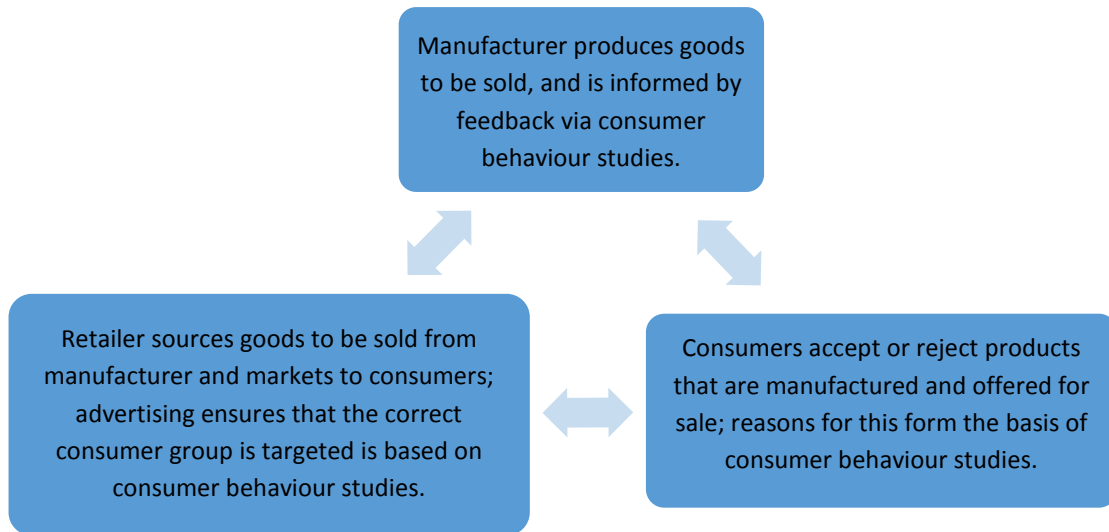 Manufacturer produces goods
to be sold, and is informed by
feedback via consumer
behaviour studies.
Retailer sources goods to be sold from
manufacturer and markets to consumers;
advertising ensures that the correct
consumer group is targeted is based on
consumer behaviour studies.
Consumers accept or reject products
that are manufactured and offered for
sale; reasons for this form the basis of
consumer behaviour studies.